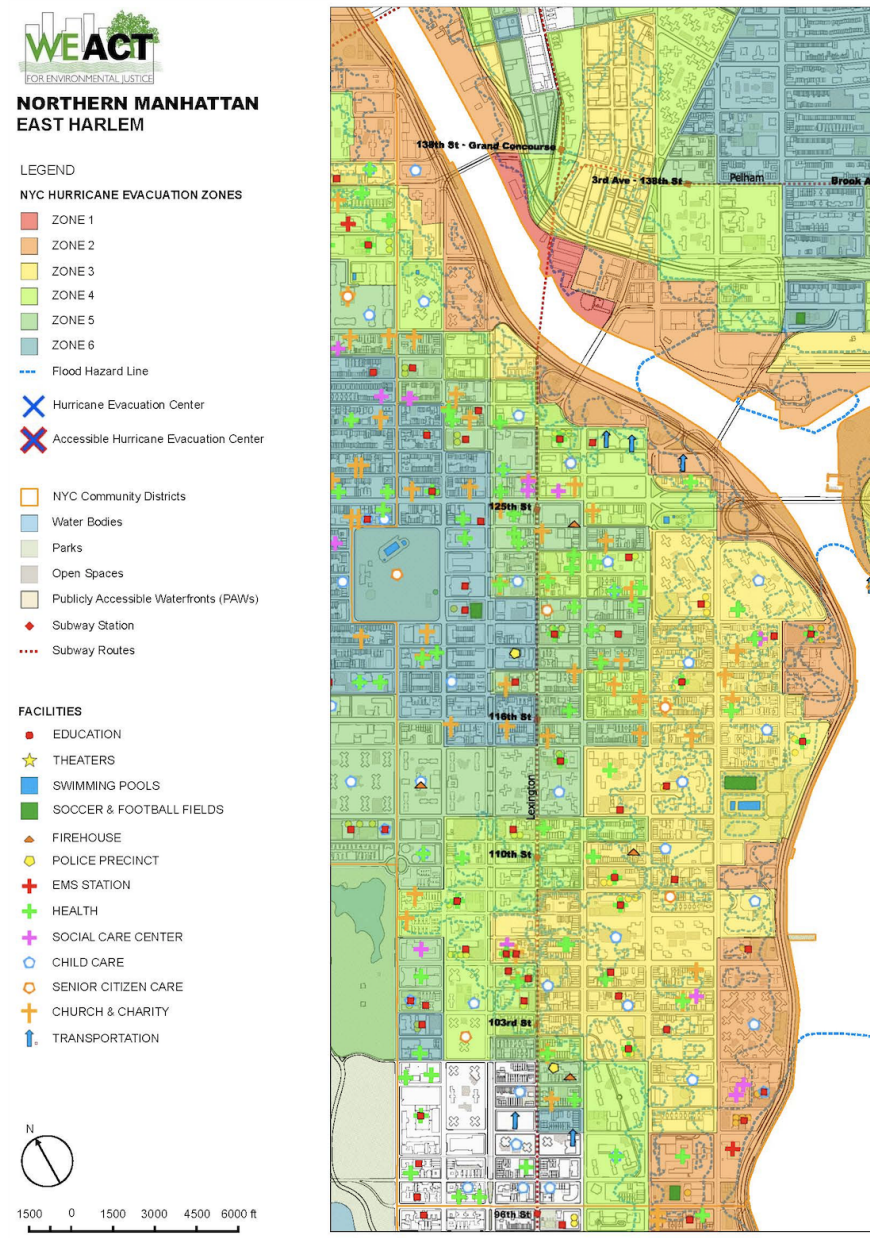 WE ACT
FOR ENVIRONMENTAL JUSTICE
NORTHERN MANHATTAN
EAST HARLEM
LEGEND
NYC HURRICANE EVACUATION ZONES
ZONE 1
ZONE 2
ZONE 3
ZONE 4
ZONE 5
ZONE 6
Flood Hazard Line
Hurricane Evacuation Center
Accessible Hurricane Evacuation Center
NYC Community Districts
Water Bodies
Parks
Open Spaces
Publicly Accessible Waterfronts (PAWs)
Subway Station
Subway Routes
FACILITIES
EDUCATION
THEATERS
SWIMMING POOLS
SOCCER & FOOTBALL FIELDS
FIREHOUSE
POLICE PRECINCT
EMS STATION
HEALTH
SOCIAL CARE CENTER
CHILD CARE
SENIOR CITIZEN CARE
CHURCH & CHARITY
TRANSPORTATION
N
1500 0 1500 3000 4500 6000 ft
138th St - Grand Concourse
3rd Ave - 138th St
Pelham
Brook A
125th St
116th St
Lexington
110th St
103rd St
96th St